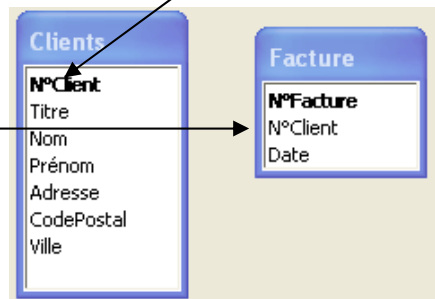 Clients
N°Client
Titre
Nom
Prénom
Adresse
CodePostal
Ville
Facture
N°Facture
N°Client
Date